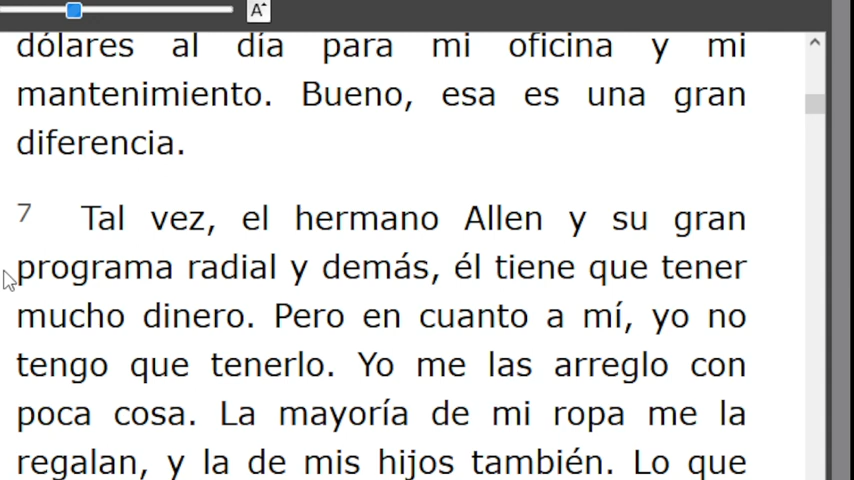 A
dólares al día para mi oficina y mi
mantenimiento. Bueno, esa es una gran
diferencia.
7 Tal vez, el hermano Allen y su gran
programa radial y demás, él tiene que tener
mucho dinero. Pero en cuanto a mí, yo no
tengo que tenerlo. Yo me las arreglo con
poca cosa. La mayoría de mi ropa me la
regalan, y la de mis hijos también. Lo que